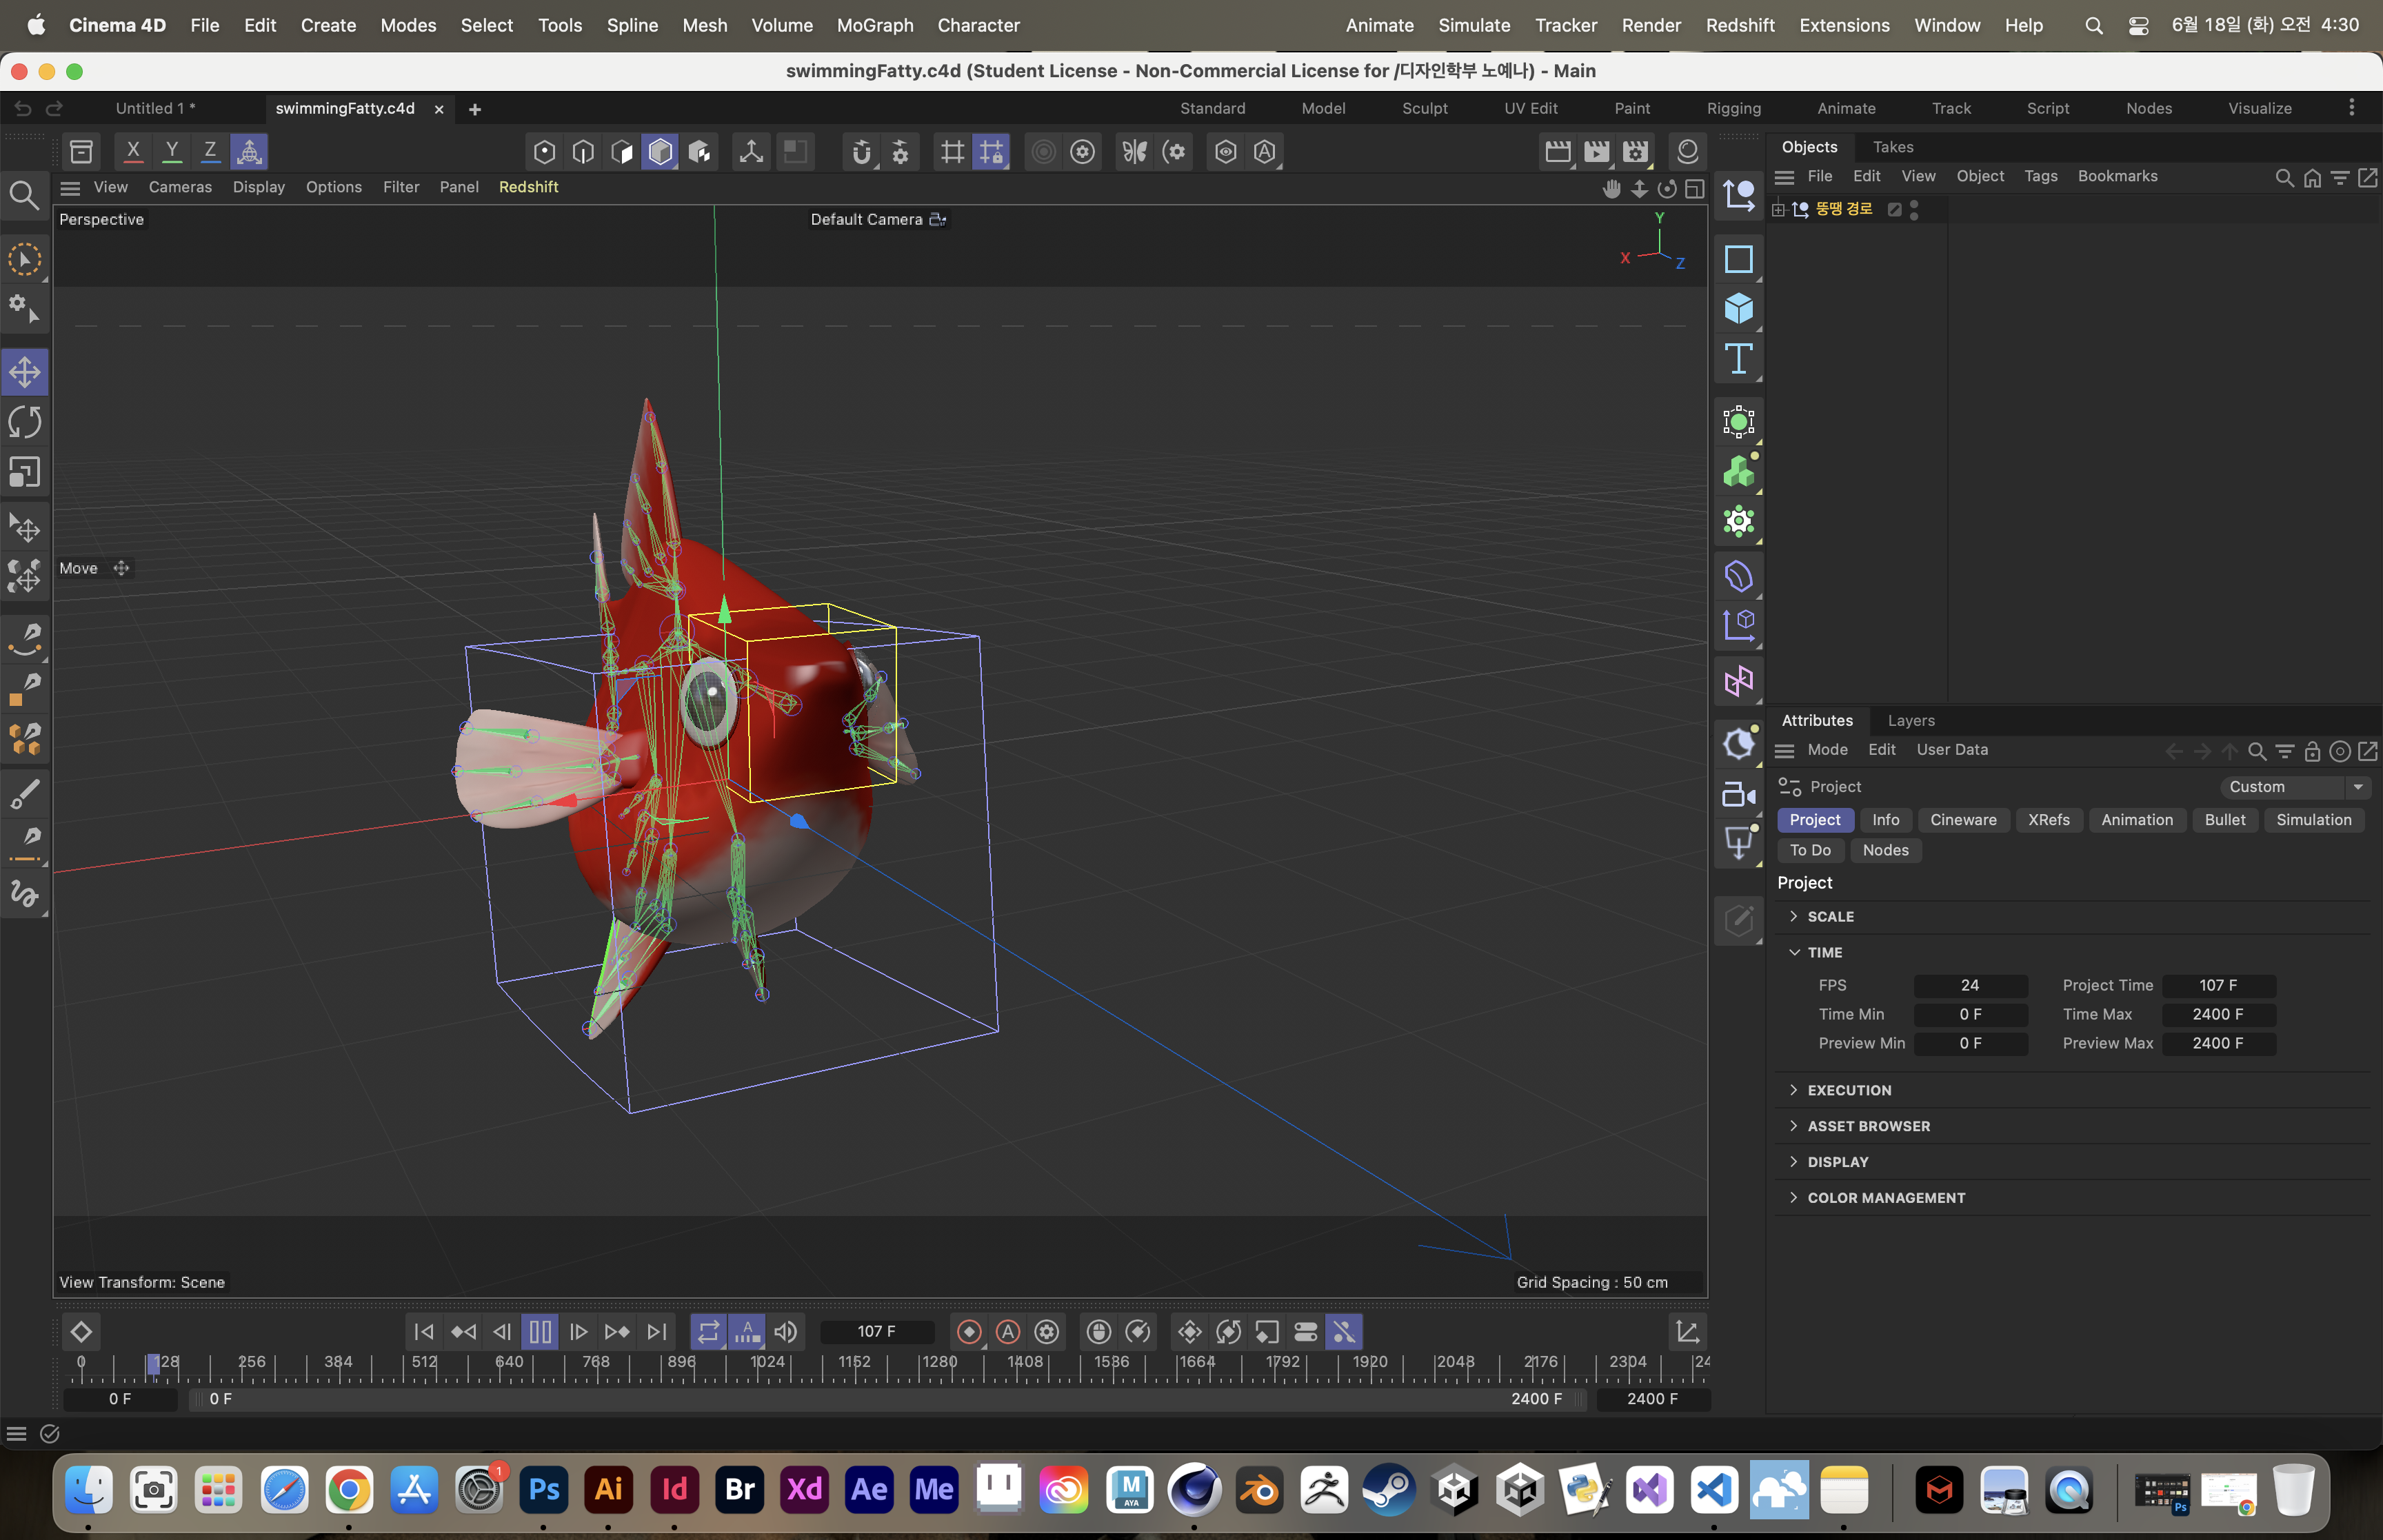 Cinema 4D File Edit Create Modes Select Tools Spline Mesh Volume MoGraph Character Animate Simulate Tracker Render Redshift Extensions Window Help 6월 18일 (화) 오전 4:30
swimmingFatty.c4d (Student License - Non-Commercial License for /디자인학부 노예나) - Main
Untitled 1 * swimmingFatty.c4d × + Standard Model Sculpt UV Edit Paint Rigging Animate Track Script Nodes Visualize
X Y Z
Objects Takes
View Cameras Display Options Filter Panel Redshift
File Edit View Object Tags Bookmarks
뚱땡 경로
Perspective Default Camera
Y
X Z
Move
Attributes Layers
Mode Edit User Data
Project Custom
Project Info Cineware XRefs Animation Bullet Simulation
To Do Nodes
Project
SCALE
TIME
FPS 24 Project Time 107 F
Time Min 0 F Time Max 2400 F
Preview Min 0 F Preview Max 2400 F
EXECUTION
ASSET BROWSER
DISPLAY
COLOR MANAGEMENT
View Transform: Scene Grid Spacing : 50 cm
A 107 F A
0 128 256 384 512 640 768 896 1024 1152 1280 1408 1536 1664 1792 1920 2048 2176 2304 24
0 F 0 F 2400 F 2400 F
1 Ps Ai Id Br Xd Ae Me M AYA